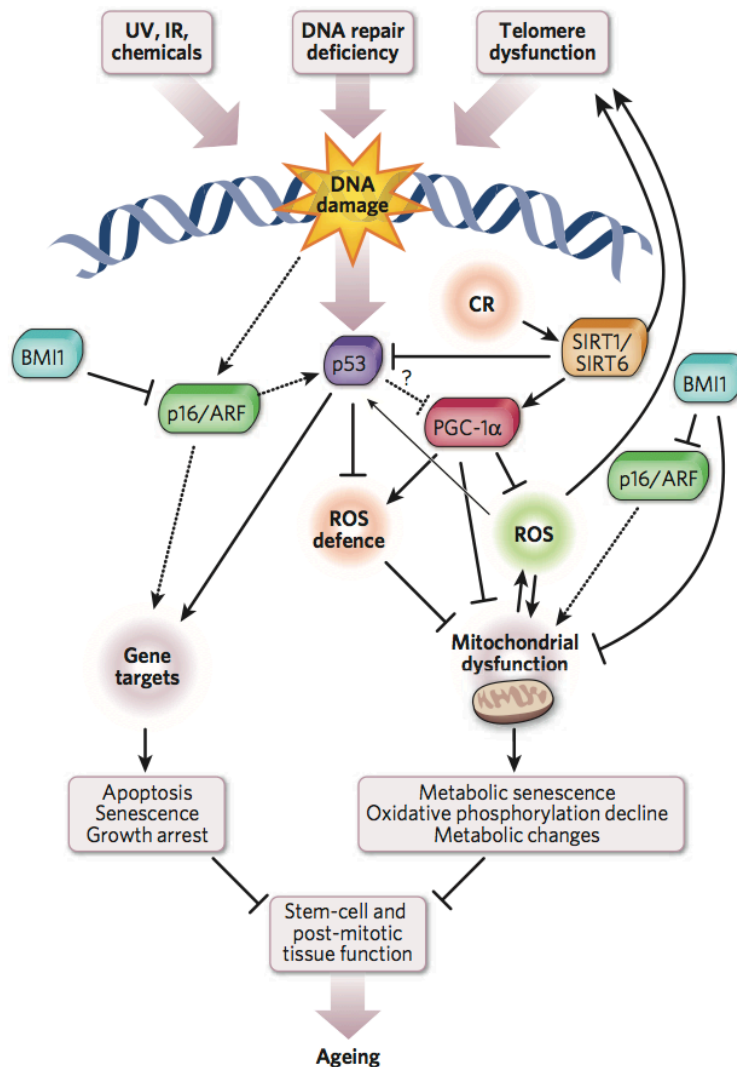 UV, IR,
chemicals
DNA repair
deficiency
Telomere
dysfunction
DNA
damage
CR
BMI1
p53
SIRT1/
SIRT6
?
BMI1
p16/ARF
PGC-1α
p16/ARF
ROS
defence
ROS
Gene
targets
Mitochondrial
dysfunction
Apoptosis
Senescence
Growth arrest
Metabolic senescence
Oxidative phosphorylation decline
Metabolic changes
Stem-cell and
post-mitotic
tissue function
Ageing